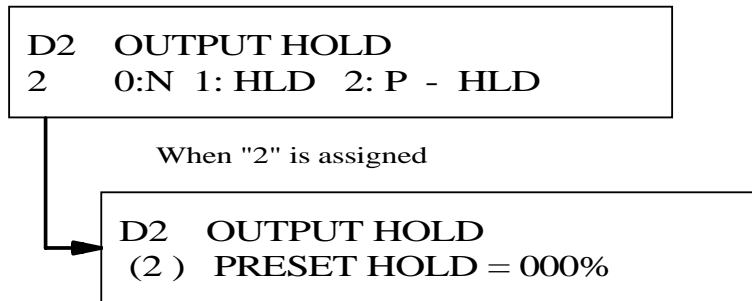 D2 OUTPUT HOLD
2 0:N 1: HLD 2: P - HLD
When "2" is assigned
D2 OUTPUT HOLD
(2 ) PRESET HOLD = 000%